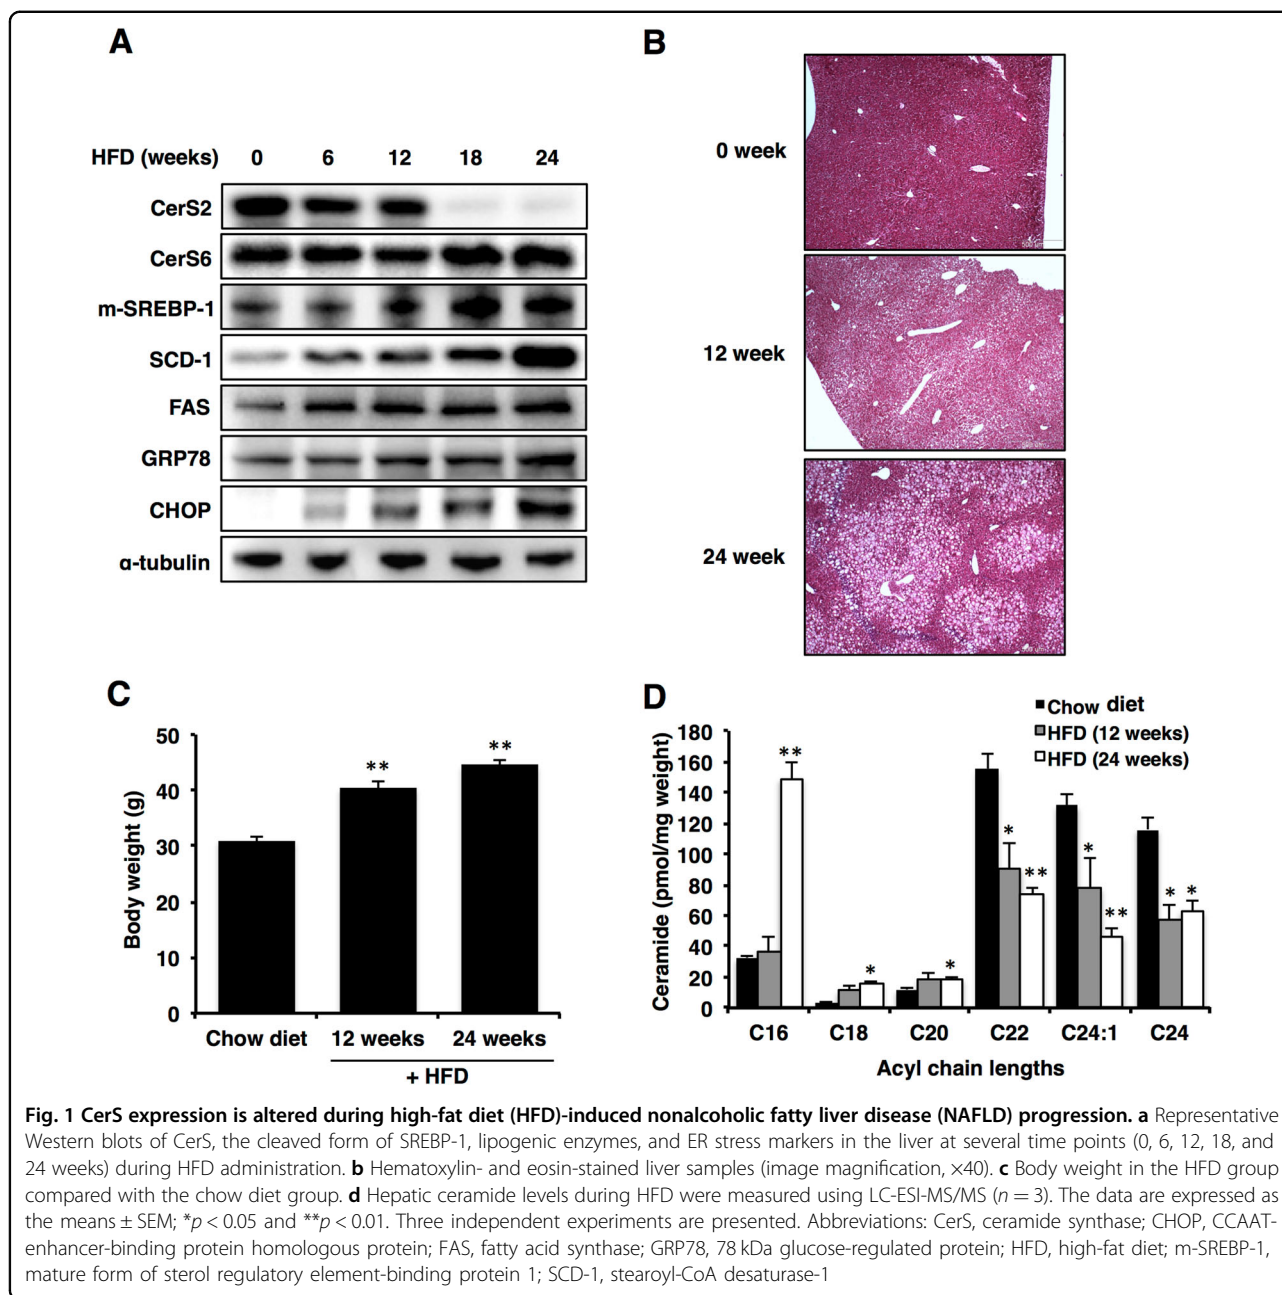 A
HFD (weeks) 0 6 12 18 24
CerS2
CerS6
m-SREBP-1
SCD-1
FAS
GRP78
CHOP
α-tubulin
B
0 week
12 week
24 week
C
Body weight (g)
50
40
30
20
10
0
** **
Chow diet 12 weeks 24 weeks
+ HFD
D
Chow diet
HFD (12 weeks)
HFD (24 weeks)
Ceramide (pmol/mg weight)
180
160
140
120
100
80
60
40
20
0
** * * * ** * ** * *
C16 C18 C20 C22 C24:1 C24
Acyl chain lengths
Fig. 1 CerS expression is altered during high-fat diet (HFD)-induced nonalcoholic fatty liver disease (NAFLD) progression. a Representative
Western blots of CerS, the cleaved form of SREBP-1, lipogenic enzymes, and ER stress markers in the liver at several time points (0, 6, 12, 18, and
24 weeks) during HFD administration. b Hematoxylin- and eosin-stained liver samples (image magnification, ×40). c Body weight in the HFD group
compared with the chow diet group. d Hepatic ceramide levels during HFD were measured using LC-ESI-MS/MS (n = 3). The data are expressed as
the means ± SEM; *p < 0.05 and **p < 0.01. Three independent experiments are presented. Abbreviations: CerS, ceramide synthase; CHOP, CCAAT-
enhancer-binding protein homologous protein; FAS, fatty acid synthase; GRP78, 78 kDa glucose-regulated protein; HFD, high-fat diet; m-SREBP-1,
mature form of sterol regulatory element-binding protein 1; SCD-1, stearoyl-CoA desaturase-1